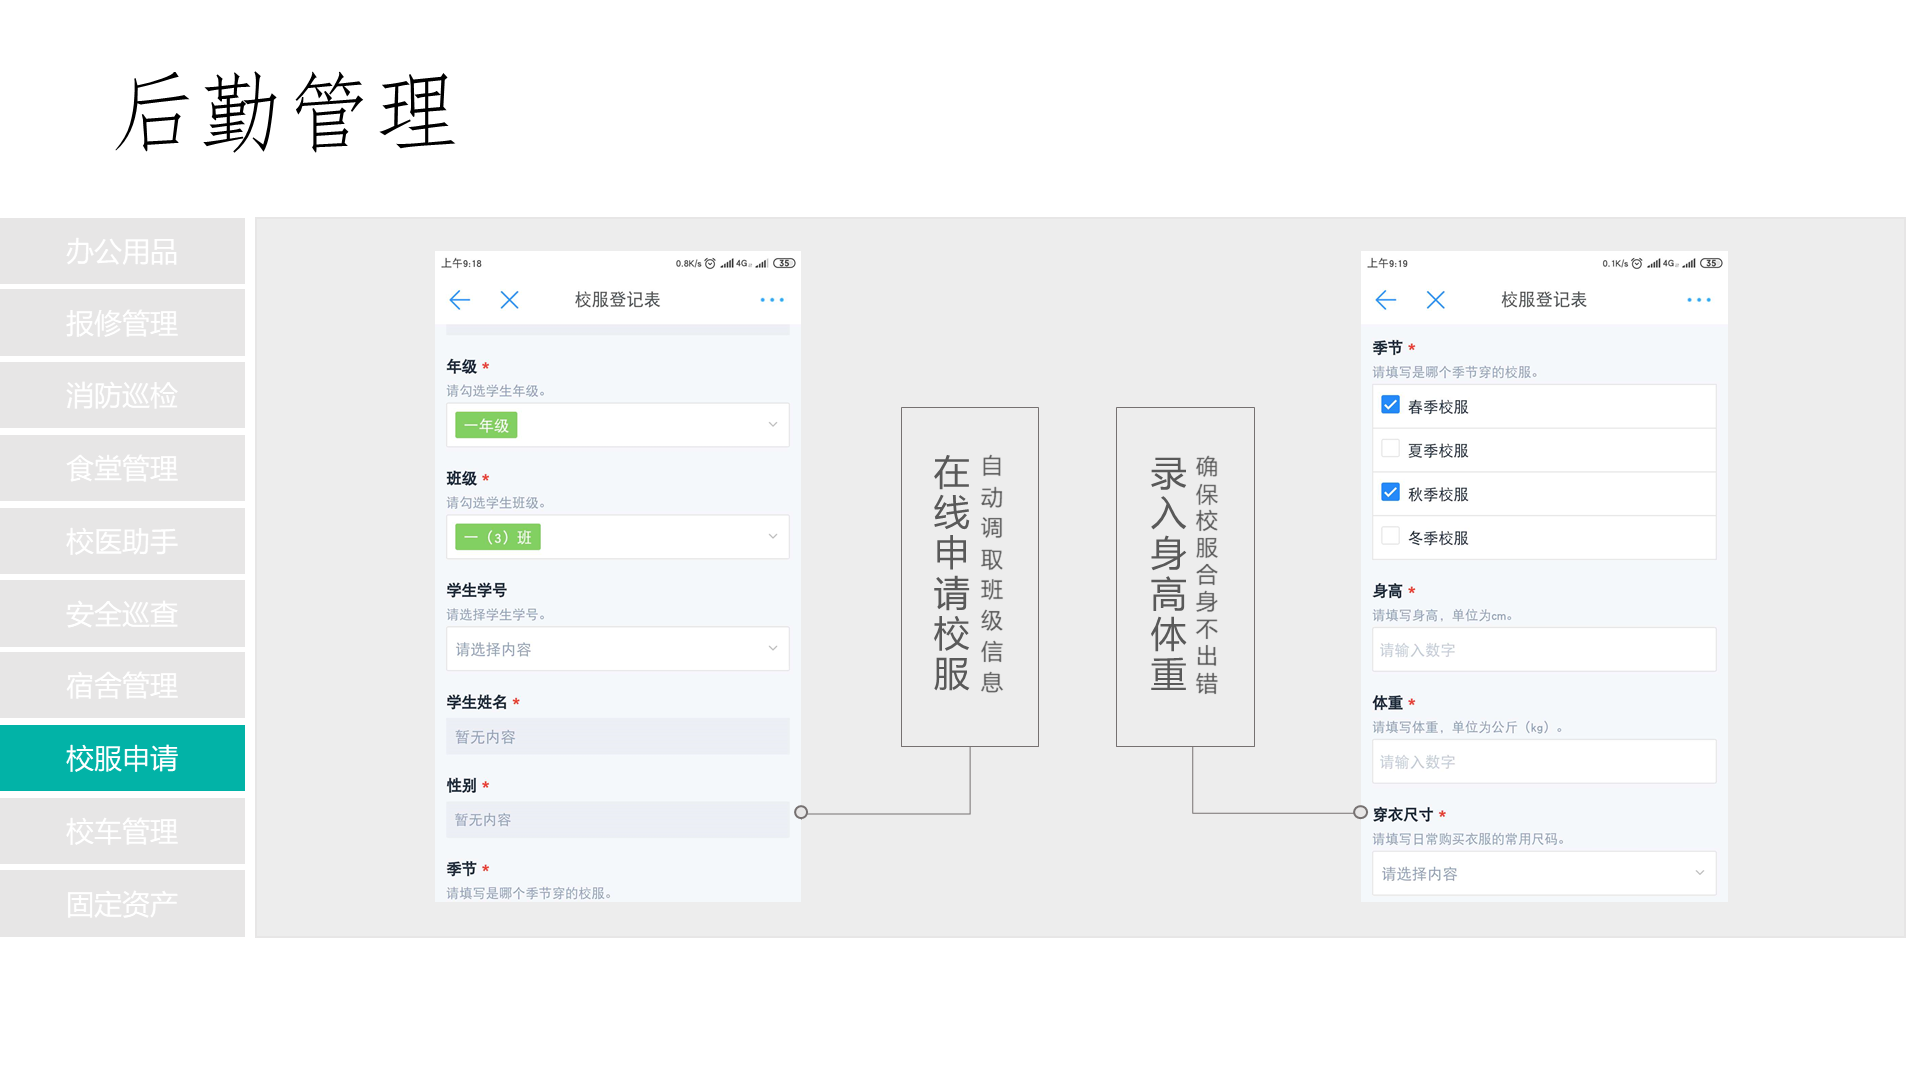 后勤管理
办公用品
报修管理
消防巡检
食堂管理
校医助手
安全巡查
宿舍管理
校服申请
校车管理
固定资产
上午9:18
0.8K/s 4G 35
校服登记表
年级 *
请勾选学生年级。
一年级
班级 *
请勾选学生班级。
一（3）班
学生学号
请选择学生学号。
请选择内容
学生姓名 *
暂无内容
性别 *
暂无内容
季节 *
请填写是哪个季节穿的校服。
在线申请校服
自动调取班级信息
录入身高体重
确保校服合身不出错
上午9:19
0.1K/s 4G 35
校服登记表
季节 *
请填写是哪个季节穿的校服。
春季校服
夏季校服
秋季校服
冬季校服
身高 *
请填写身高，单位为cm。
请输入数字
体重 *
请填写体重，单位为公斤（kg）。
请输入数字
穿衣尺寸 *
请填写日常购买衣服的常用尺码。
请选择内容